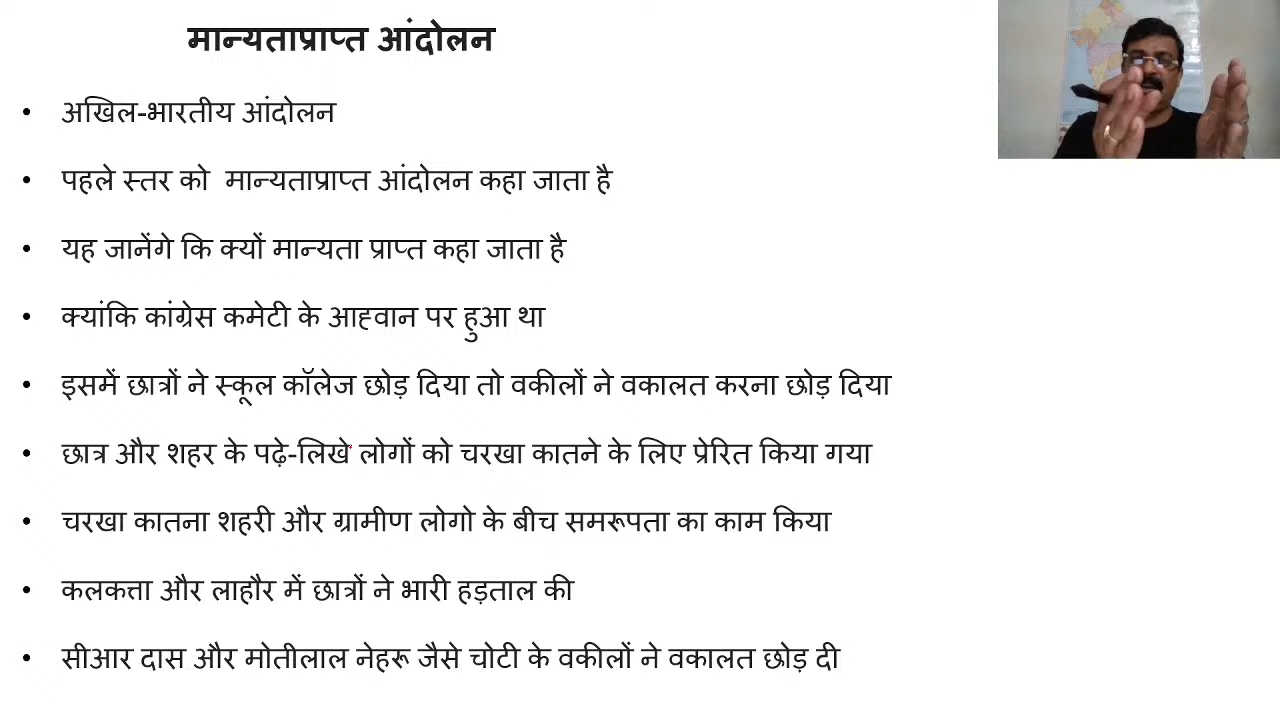 मान्यताप्राप्त आंदोलन
• अखिल-भारतीय आंदोलन
• पहले स्तर को मान्यताप्राप्त आंदोलन कहा जाता है
• यह जानेंगे कि क्यों मान्यता प्राप्त कहा जाता है
• क्यांकि कांग्रेस कमेटी के आह्वान पर हुआ था
• इसमें छात्रों ने स्कूल कॉलेज छोड़ दिया तो वकीलों ने वकालत करना छोड़ दिया
• छात्र और शहर के पढ़े-लिखे लोगों को चरखा कातने के लिए प्रेरित किया गया
• चरखा कातना शहरी और ग्रामीण लोगो के बीच समरूपता का काम किया
• कलकत्ता और लाहौर में छात्रों ने भारी हड़ताल की
• सीआर दास और मोतीलाल नेहरू जैसे चोटी के वकीलों ने वकालत छोड़ दी